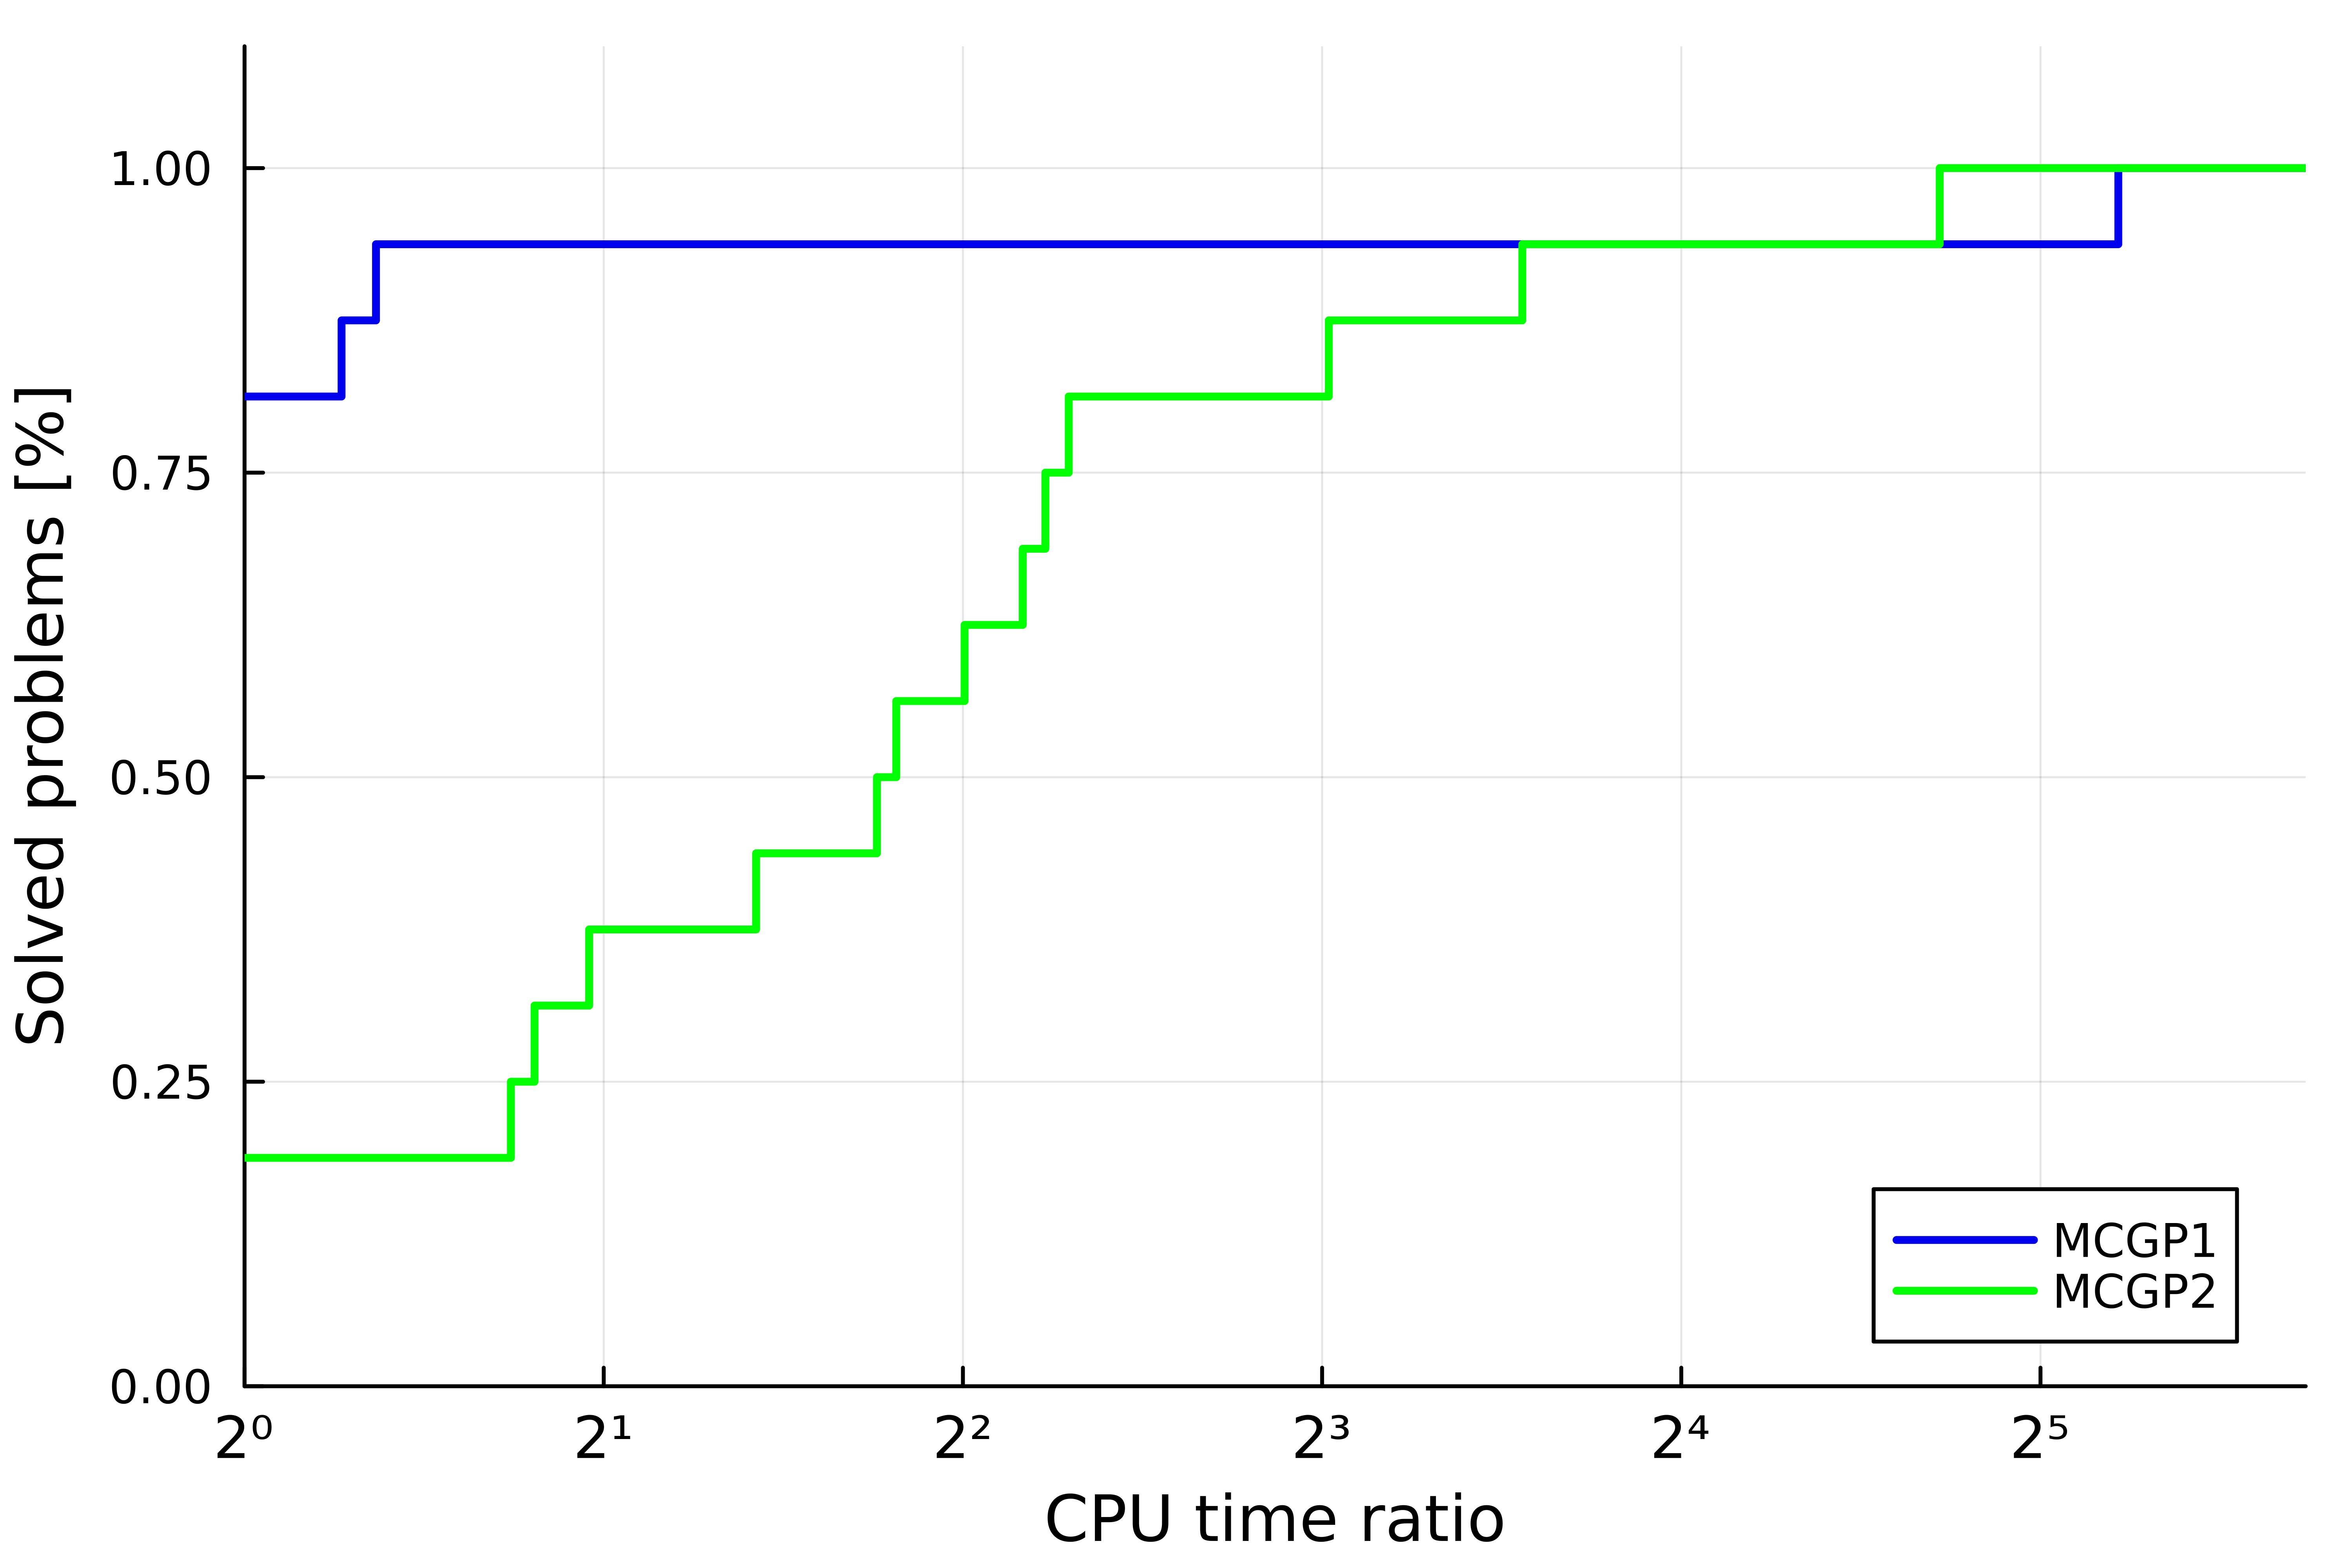 1.00
0.75
0.50
0.25
0.00
Solved problems [%]
2⁰ 2¹ 2² 2³ 2⁴ 2⁵
CPU time ratio
MCGP1
MCGP2